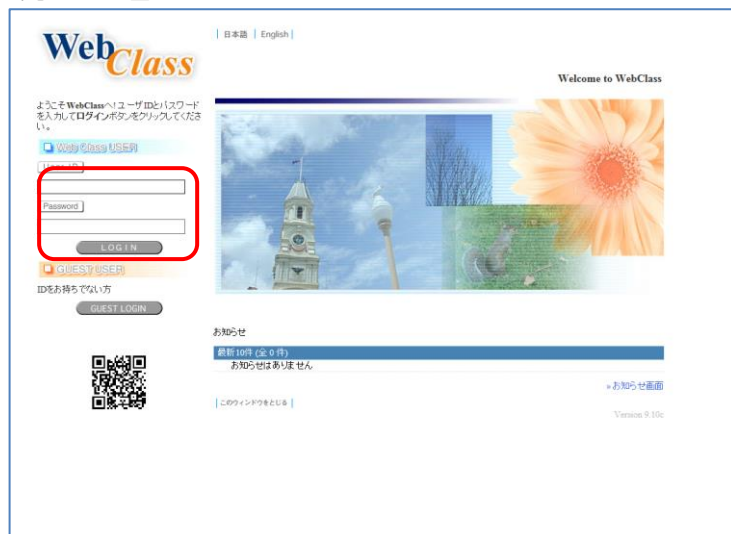 WebClass
| 日本語 | English |
Welcome to WebClass
ようこそWebClassへ!ユーザIDとパスワード
を入力してログインボタンをクリックしてくださ
い。
Web Class USER
Password
LOGIN
GUEST USER
IDをお持ちでない方
GUEST LOGIN
お知らせ
最新10件 (全 0 件)
お知らせはありません
»お知らせ画面
| このウィンドウをとじる |
Version 9.10c